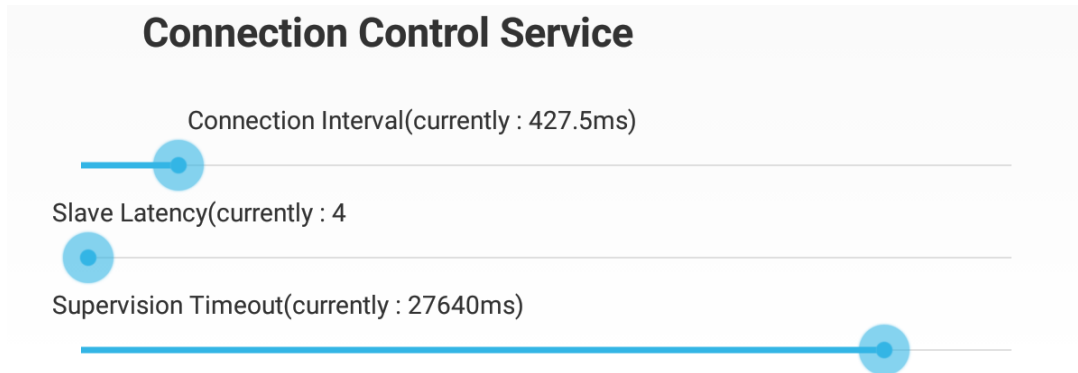 Connection Control Service
Connection Interval(currently : 427.5ms)
Slave Latency(currently : 4
Supervision Timeout(currently : 27640ms)